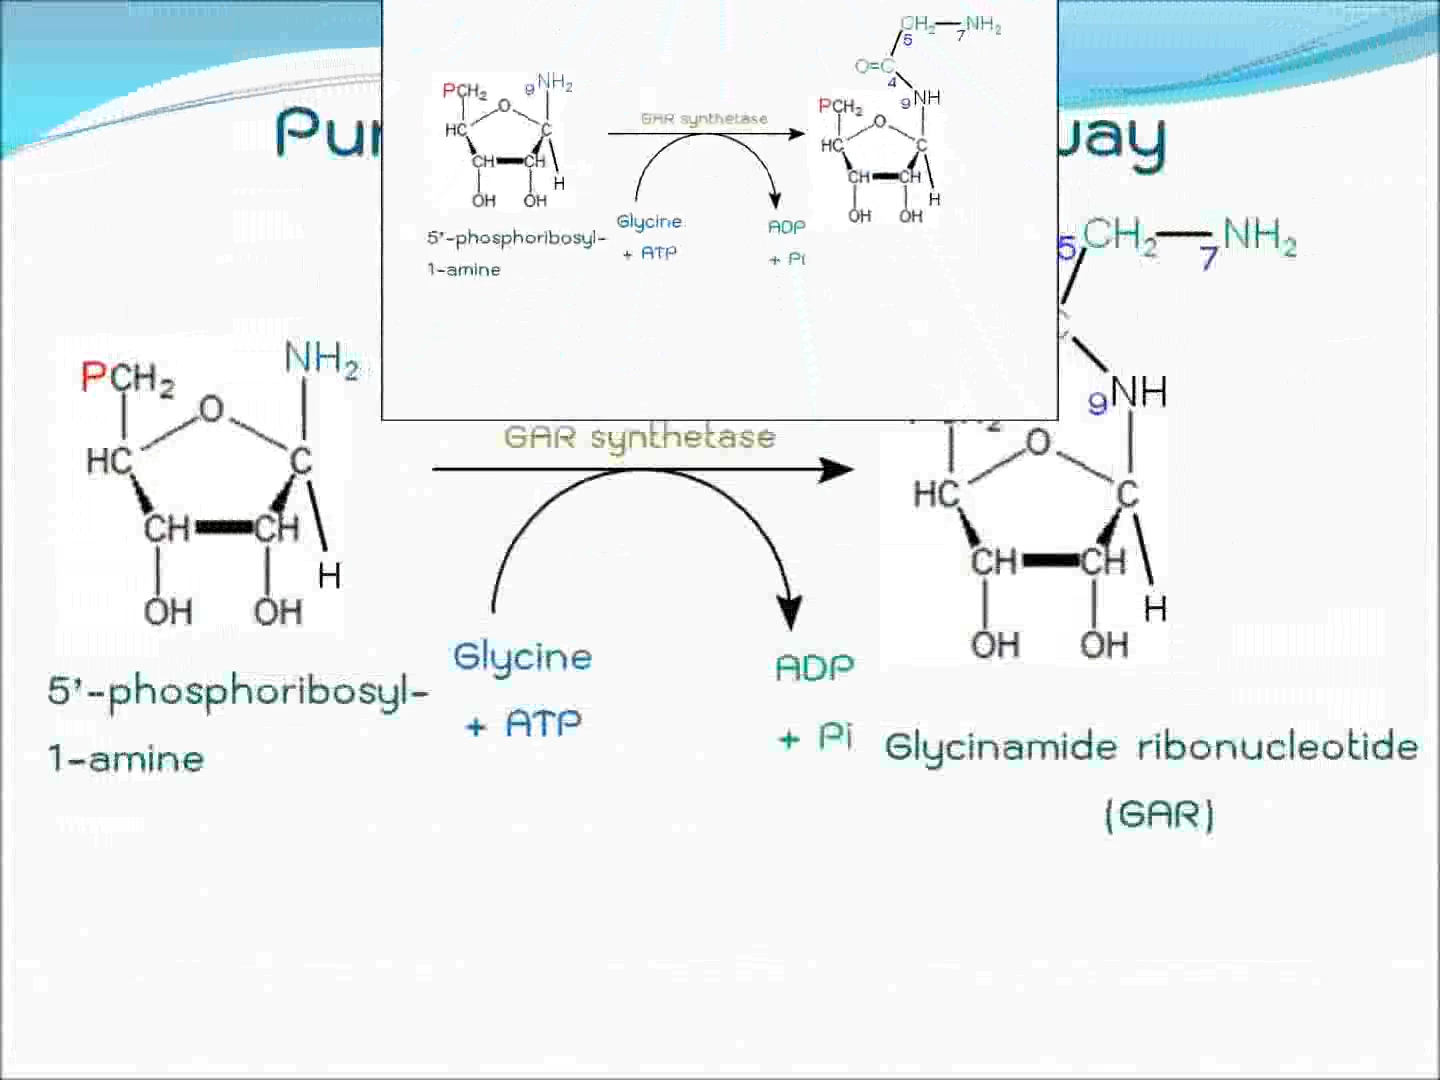 CH2—NH2
5 7
O=C
4
9 NH2
9 NH
PCH2
O
HC
C
CH CH
H
OH OH
GAR synthetase
PCH2
O
HC
C
CH CH
H
OH OH
Glycine
+ ATP
ADP
+ Pi
5'-phosphoribosyl-
1-amine
5 CH2—NH2
7
9 NH
NH2
PCH2
O
HC
C
CH CH
H
OH OH
GAR synthetase
O
HC
C
CH CH
H
OH OH
Glycine
+ ATP
ADP
+ Pi
5'-phosphoribosyl-
1-amine
Glycinamide ribonucleotide
(GAR)